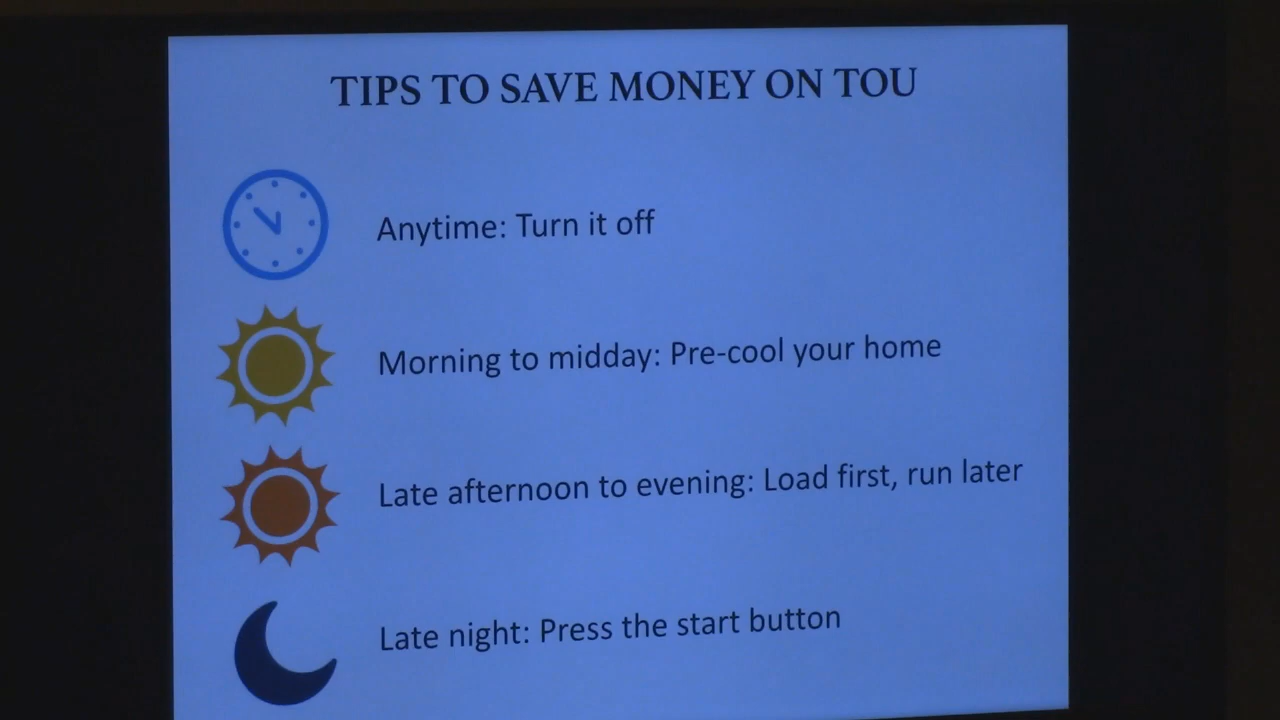 TIPS TO SAVE MONEY ON TOU
Anytime: Turn it off
Morning to midday: Pre-cool your home
Late afternoon to evening: Load first, run later
Late night: Press the start button